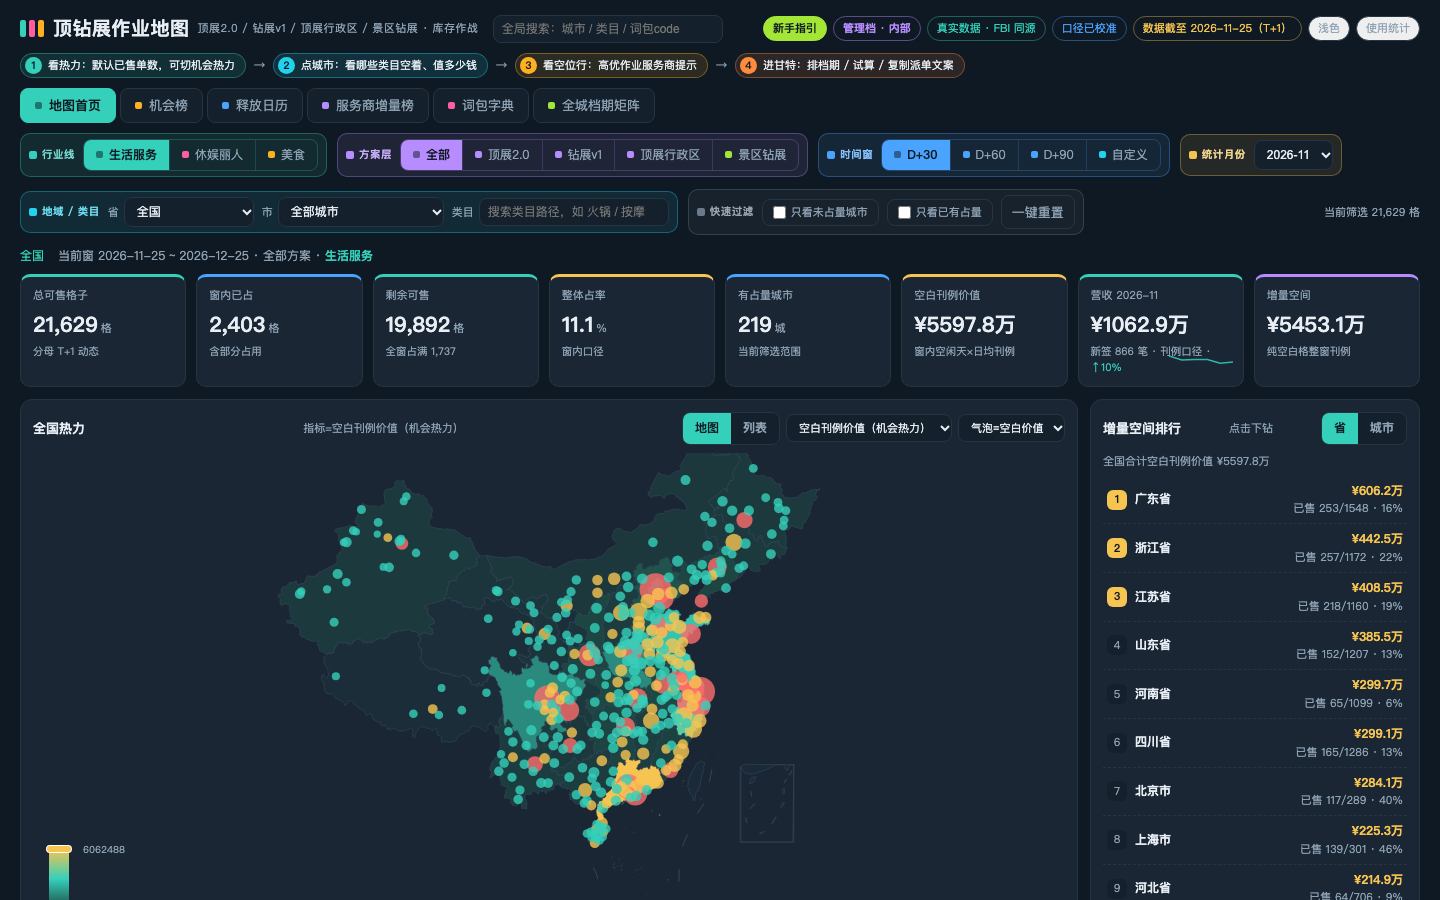 顶钻展作业地图 顶展2.0 / 钻展v1 / 顶展行政区 / 景区钻展 · 库存作战 全局搜索：城市 / 类目 / 词包code 新手指引 管理档 · 内部 真实数据 · FBI 同源 口径已校准 数据截至 2026-11-25（T+1） 浅色 使用统计
1 看热力：默认已售单数，可切机会热力 → 2 点城市：看哪些类目空着、值多少钱 → 3 看空位行：高优作业服务商提示 → 4 进甘特：排档期 / 试算 / 复制派单文案
地图首页 机会榜 释放日历 服务商增量榜 词包字典 全城档期矩阵
行业线 生活服务 休娱丽人 美食 方案层 全部 顶展2.0 钻展v1 顶展行政区 景区钻展 时间窗 D+30 D+60 D+90 自定义 统计月份 2026-11
地域 / 类目 省 全国 市 全部城市 类目 搜索类目路径，如 火锅 / 按摩 快速过滤 只看未占量城市 只看已有占量 一键重置 当前筛选 21,629 格
全国 当前窗 2026-11-25 ~ 2026-12-25 · 全部方案 · 生活服务
总可售格子 窗内已占 剩余可售 整体占率 有占量城市 空白刊例价值 营收 2026-11 增量空间
21,629 格 2,403 格 19,892 格 11.1 % 219 城 ¥5597.8万 ¥1062.9万 ¥5453.1万
分母 T+1 动态 含部分占用 全窗占满 1,737 窗内口径 当前筛选范围 窗内空闲天×日均刊例 新签 866 笔 · 刊例口径 · 纯空白格整窗刊例
↑10%
全国热力 指标=空白刊例价值（机会热力） 地图 列表 空白刊例价值（机会热力） 气泡=空白价值
6062488
增量空间排行 点击下钻 省 城市
全国合计空白刊例价值 ¥5597.8万
1 广东省 ¥606.2万
已售 253/1548 · 16%
2 浙江省 ¥442.5万
已售 257/1172 · 22%
3 江苏省 ¥408.5万
已售 218/1160 · 19%
4 山东省 ¥385.5万
已售 152/1207 · 13%
5 河南省 ¥299.7万
已售 65/1099 · 6%
6 四川省 ¥299.1万
已售 165/1286 · 13%
7 北京市 ¥284.1万
已售 117/289 · 40%
8 上海市 ¥225.3万
已售 139/301 · 46%
9 河北省 ¥214.9万
已售 64/706 · 9%